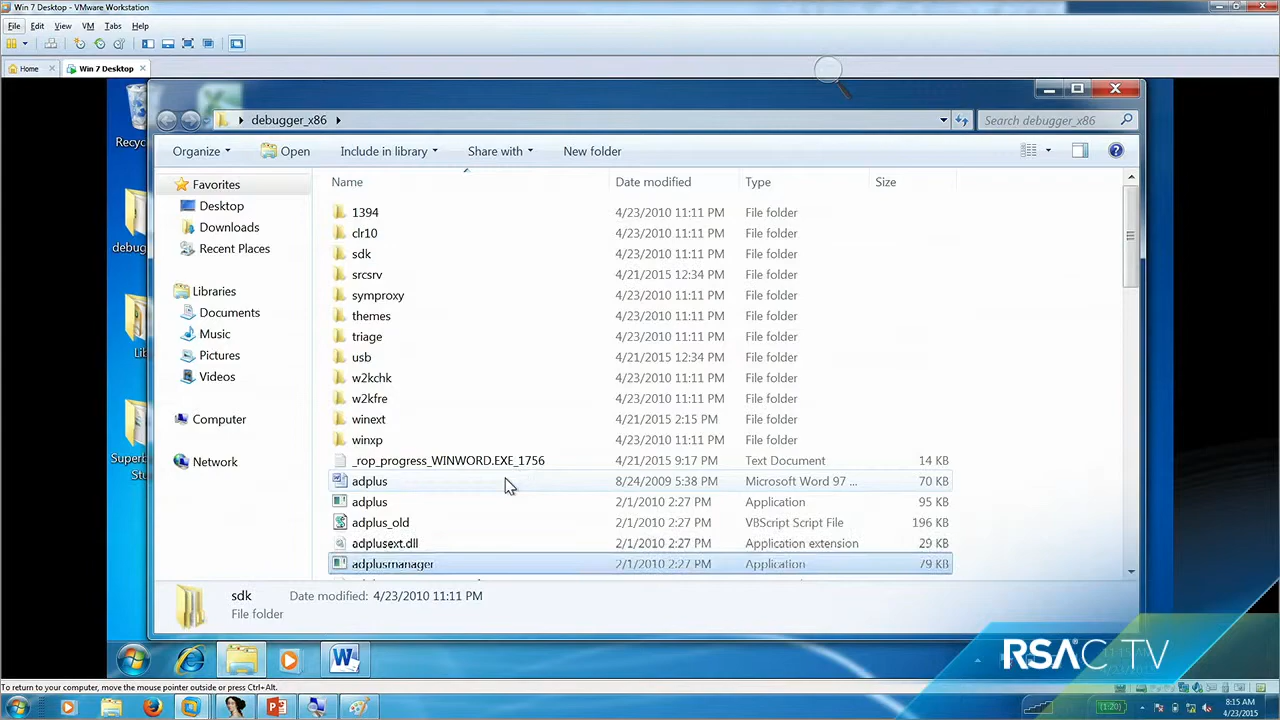 Win 7 Desktop - VMware Workstation
File Edit View VM Tabs Help
Home Win 7 Desktop
debugger_x86
Search debugger_x86
Organize Open Include in library Share with New folder
Name Date modified Type Size
Favorites
Desktop
Downloads
Recent Places
Libraries
Documents
Music
Pictures
Videos
Computer
Network
1394 4/23/2010 11:11 PM File folder
clr10 4/23/2010 11:11 PM File folder
sdk 4/23/2010 11:11 PM File folder
srcsrv 4/21/2015 12:34 PM File folder
symproxy 4/23/2010 11:11 PM File folder
themes 4/23/2010 11:11 PM File folder
triage 4/23/2010 11:11 PM File folder
usb 4/21/2015 12:34 PM File folder
w2kchk 4/23/2010 11:11 PM File folder
w2kfre 4/23/2010 11:11 PM File folder
winext 4/21/2015 2:15 PM File folder
winxp 4/23/2010 11:11 PM File folder
_rop_progress_WINWORD.EXE_1756 4/21/2015 9:17 PM Text Document 14 KB
adplus 8/24/2009 5:38 PM Microsoft Word 97 ... 70 KB
adplus 2/1/2010 2:27 PM Application 95 KB
adplus_old 2/1/2010 2:27 PM VBScript Script File 196 KB
adplusext.dll 2/1/2010 2:27 PM Application extension 29 KB
adplusmanager 2/1/2010 2:27 PM Application 79 KB
Recyc
debug
Lib
Superb
Stu
sdk Date modified: 4/23/2010 11:11 PM
File folder
RSAC TV
To return to your computer, move the mouse pointer outside or press Ctrl+Alt.
(1:20)
8:15 AM
4/23/2015